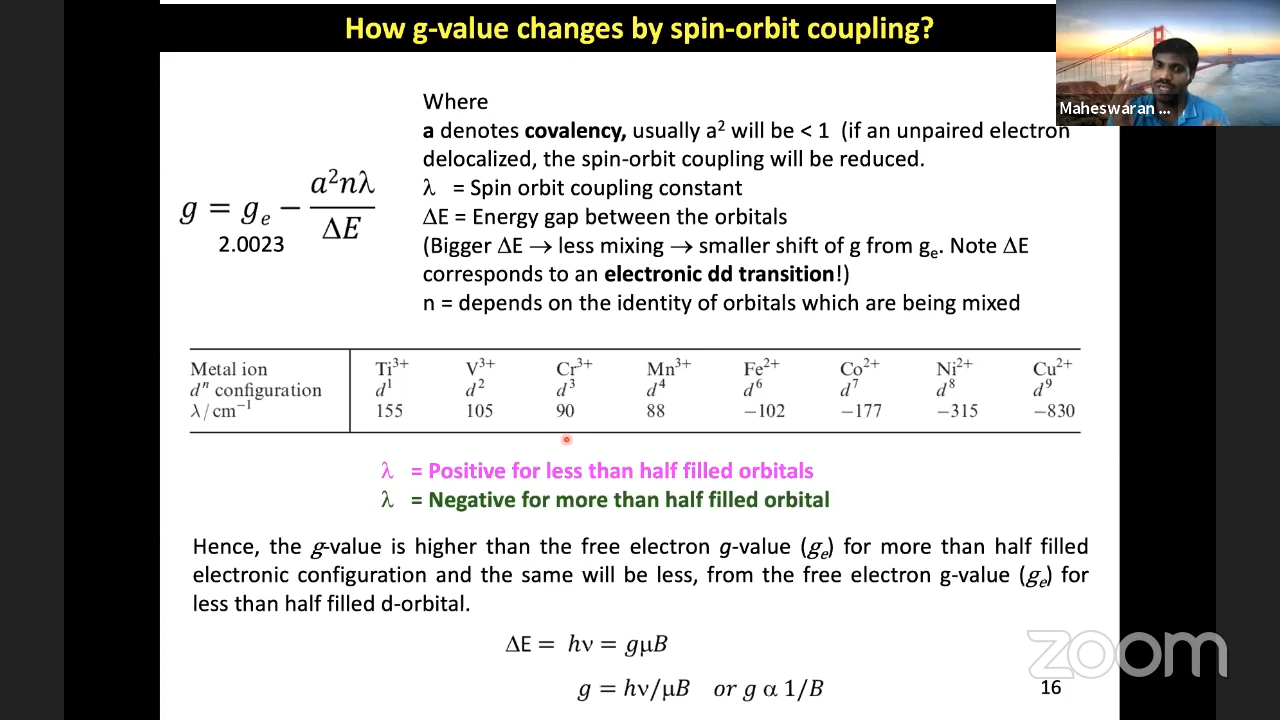 How g-value changes by spin-orbit coupling?
Maheswaran ...
Where
a denotes covalency, usually a² will be < 1 (if an unpaired electron
delocalized, the spin-orbit coupling will be reduced.
λ = Spin orbit coupling constant
ΔE = Energy gap between the orbitals
(Bigger ΔE → less mixing → smaller shift of g from gₑ. Note ΔE
corresponds to an electronic dd transition!)
n = depends on the identity of orbitals which are being mixed
g = gₑ − a²nλ / ΔE
2.0023
Metal ion Ti³⁺ V³⁺ Cr³⁺ Mn³⁺ Fe²⁺ Co²⁺ Ni²⁺ Cu²⁺
dⁿ configuration d¹ d² d³ d⁴ d⁶ d⁷ d⁸ d⁹
λ/cm⁻¹ 155 105 90 88 −102 −177 −315 −830
λ = Positive for less than half filled orbitals
λ = Negative for more than half filled orbital
Hence, the g-value is higher than the free electron g-value (gₑ) for more than half filled
electronic configuration and the same will be less, from the free electron g-value (gₑ) for
less than half filled d-orbital.
ΔE = hν = gμB
g = hν/μB or g α 1/B
zoom
16